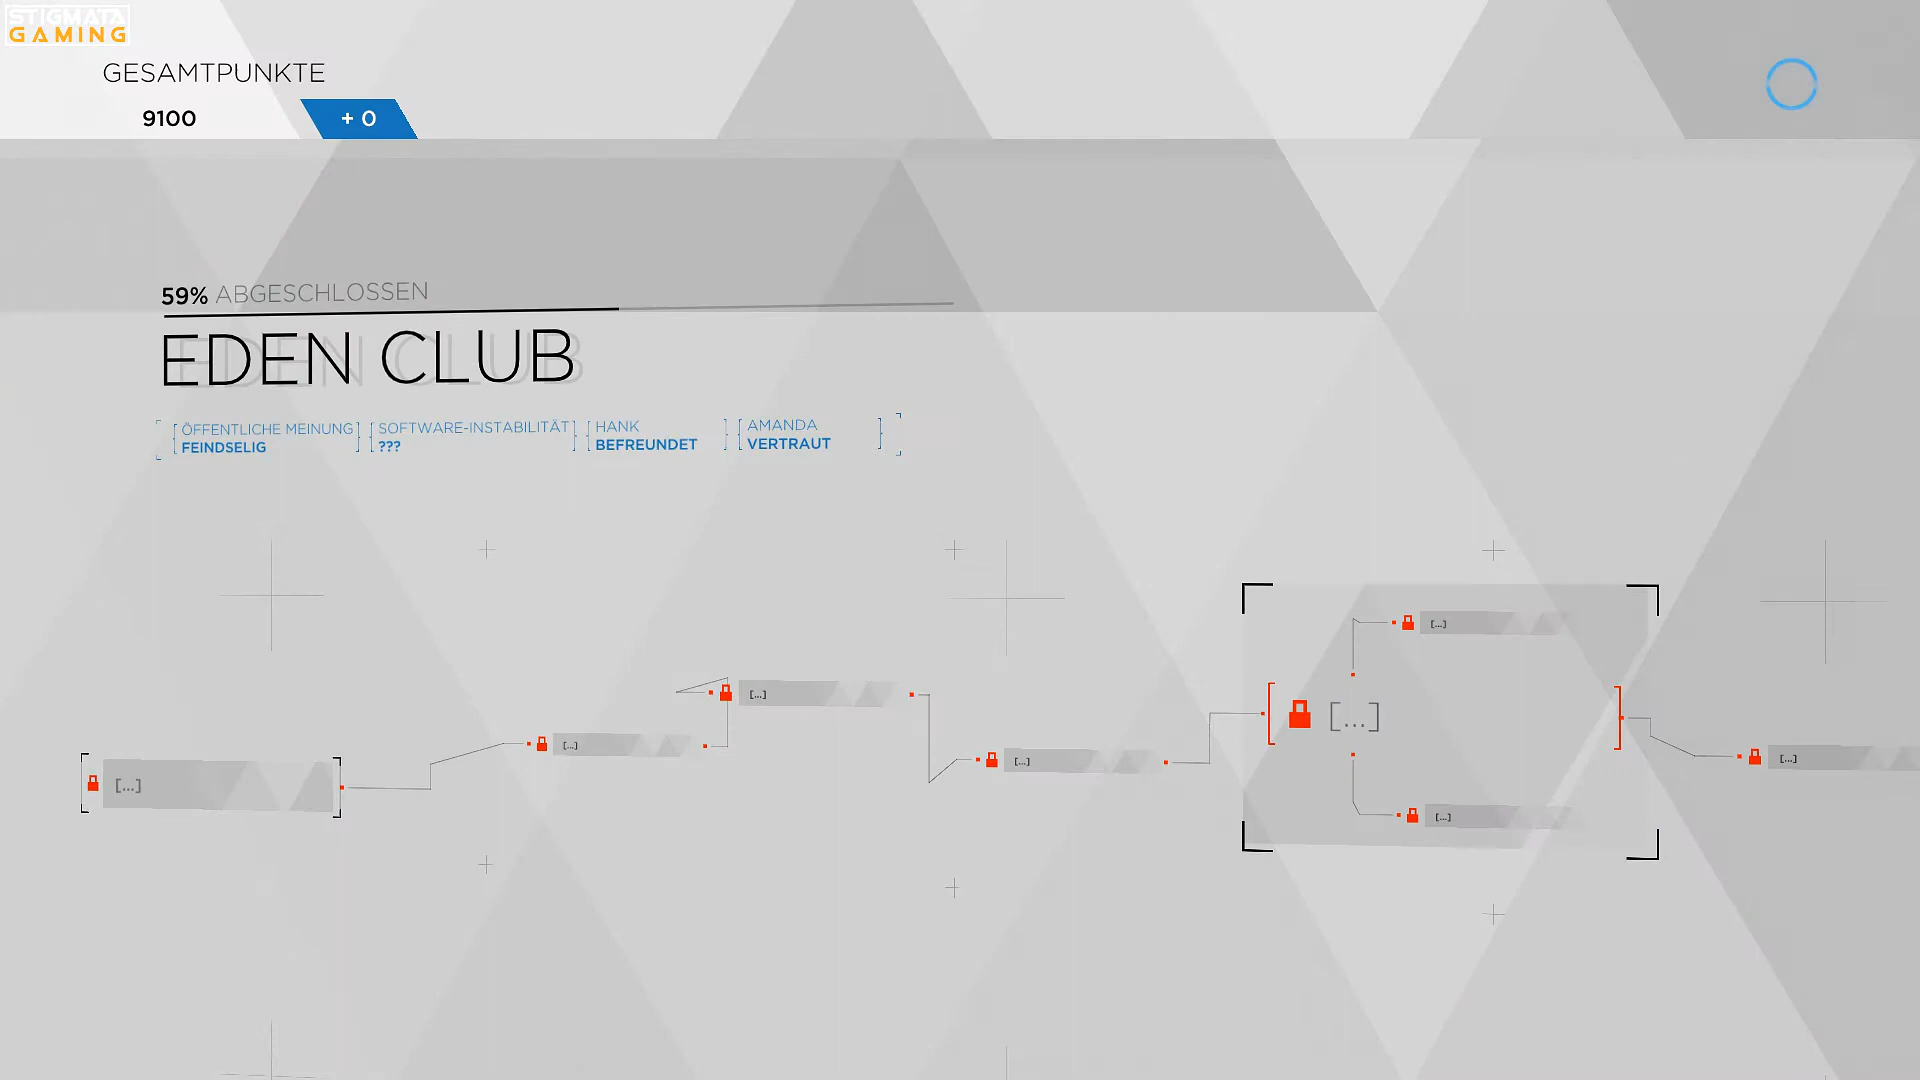 STIGMATA
GAMING
GESAMTPUNKTE
9100
+ 0
59% ABGESCHLOSSEN
EDEN CLUB
ÖFFENTLICHE MEINUNG
FEINDSELIG
SOFTWARE-INSTABILITÄT
???
HANK
BEFREUNDET
AMANDA
VERTRAUT
[...]
[...]
[...]
[...]
[...]
[...]
[...]
[...]